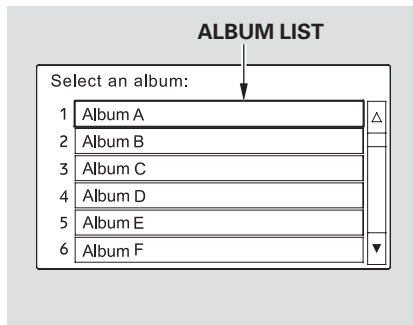 ALBUM LIST
Select an album:
1 Album A
2 Album B
3 Album C
4 Album D
5 Album E
6 Album F